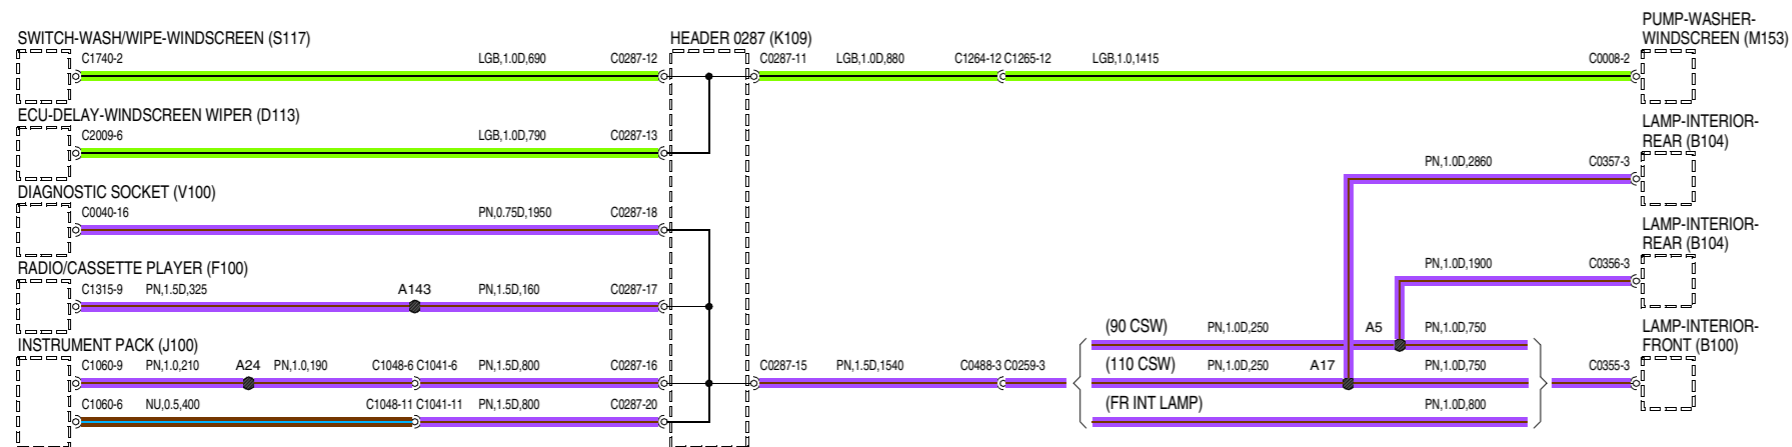 PUMP-WASHER-
SWITCH-WASH/WIPE-WINDSCREEN (S117) HEADER 0287 (K109) WINDSCREEN (M153)
C1740-2 LGB,1.0D,690 C0287-12 C0287-11 LGB,1.0D,880 C1264-12 C1265-12 LGB,1.0,1415 C0008-2
ECU-DELAY-WINDSCREEN WIPER (D113)
LAMP-INTERIOR-
REAR (B104)
C2009-6 LGB,1.0D,790 C0287-13
PN,1.0D,2860 C0357-3
DIAGNOSTIC SOCKET (V100)
C0040-16 PN,0.75D,1950 C0287-18
LAMP-INTERIOR-
REAR (B104)
RADIO/CASSETTE PLAYER (F100)
PN,1.0D,1900 C0356-3
C1315-9 PN,1.5D,325 A143 PN,1.5D,160 C0287-17
(90 CSW) PN,1.0D,250 A5 PN,1.0D,750
LAMP-INTERIOR-
FRONT (B100)
INSTRUMENT PACK (J100)
C1060-9 PN,1.0,210 A24 PN,1.0,190 C1048-6 C1041-6 PN,1.5D,800 C0287-16 C0287-15 PN,1.5D,1540 C0488-3 C0259-3 (110 CSW) PN,1.0D,250 A17 PN,1.0D,750 C0355-3
C1060-6 NU,0.5,400 C1048-11 C1041-11 PN,1.5D,800 C0287-20 (FR INT LAMP) PN,1.0D,800